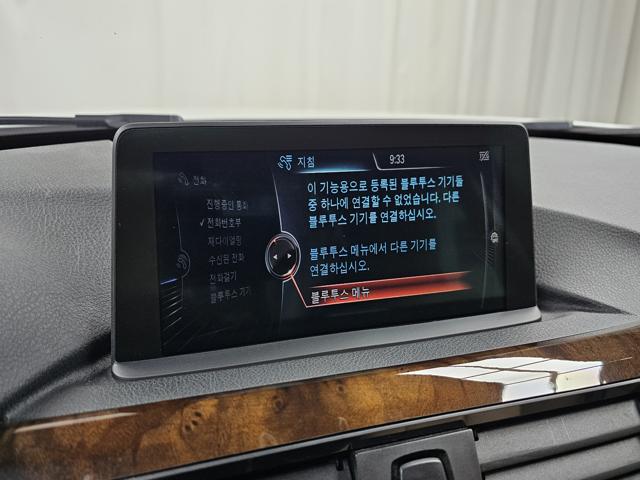 지침
9:33
전화
진행중인 통화
✓ 전화번호부
재다이얼링
수신된 전화
전화걸기
블루투스 기기
이 기능용으로 등록된 블루투스 기기들
중 하나에 연결할 수 없었습니다. 다른
블루투스 기기를 연결하십시오.
블루투스 메뉴에서 다른 기기를
연결하십시오.
블루투스 메뉴